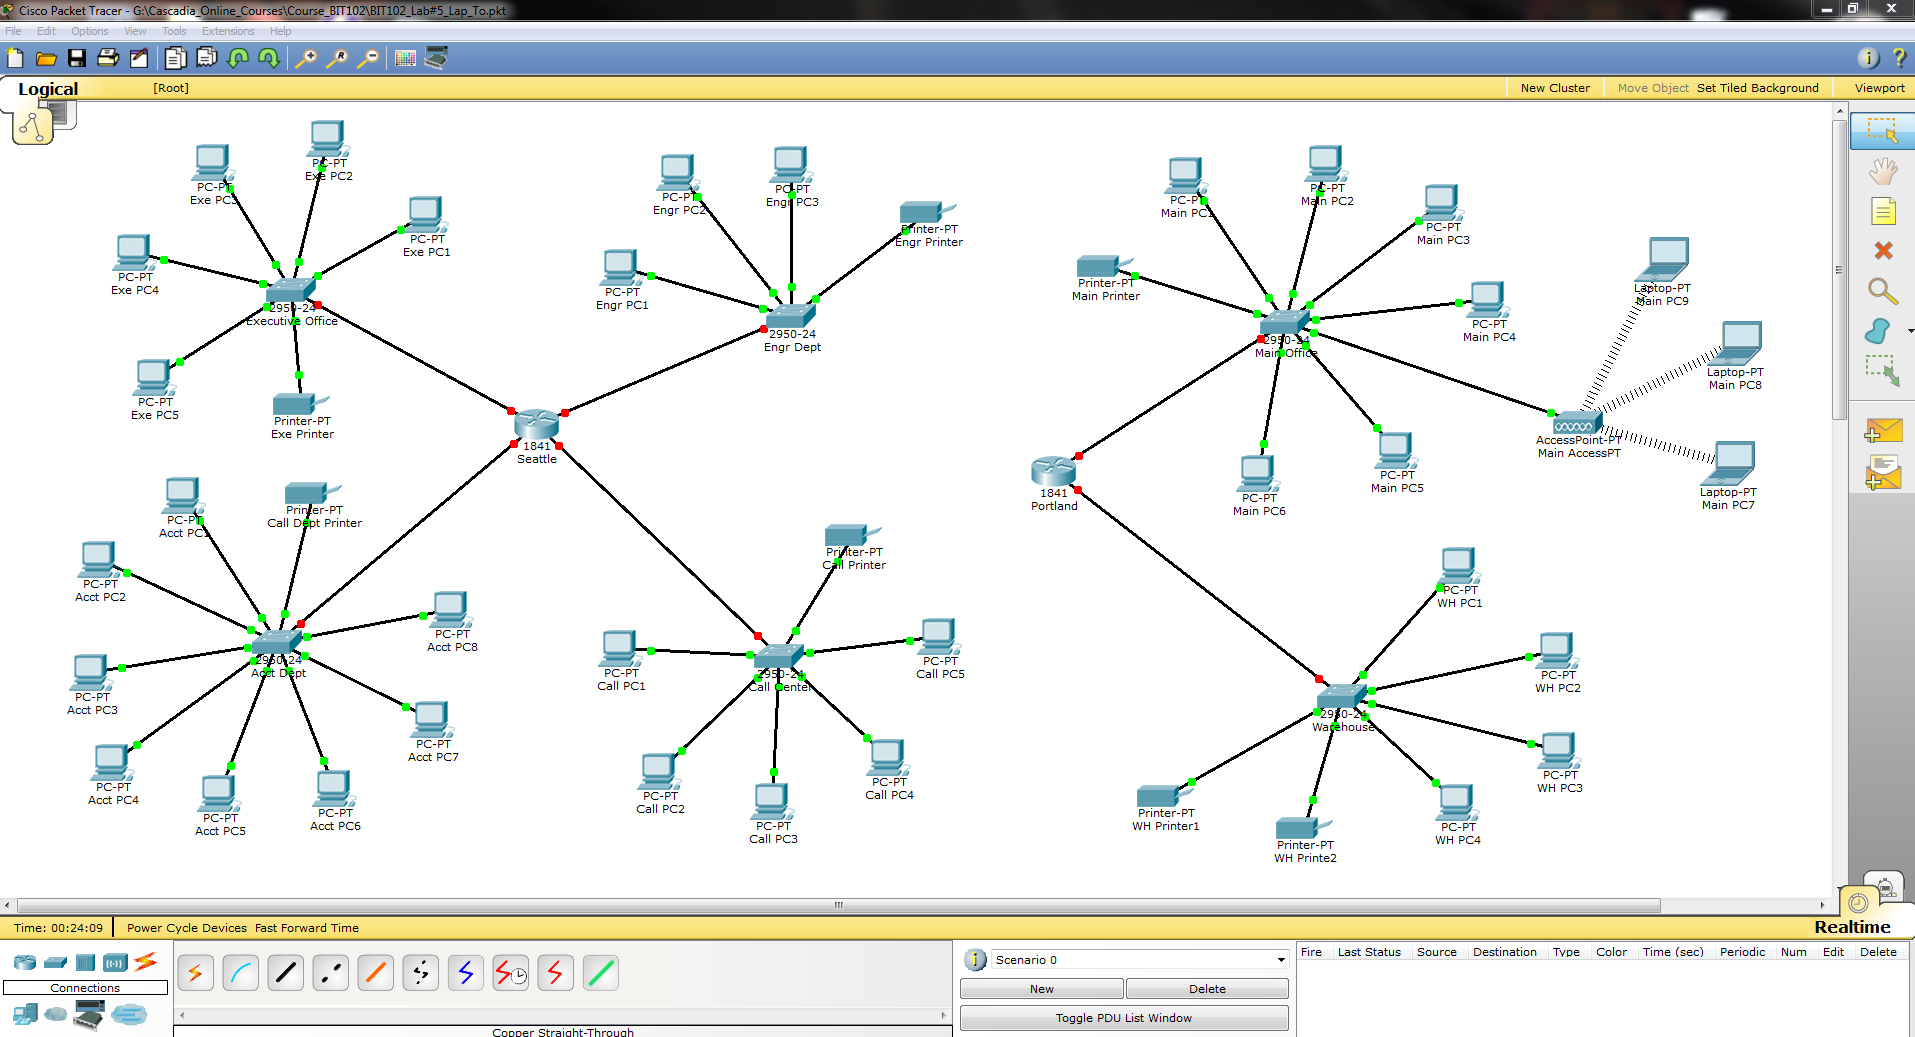 Cisco Packet Tracer - G:\Cascadia_Online_Courses\Course_BIT102\BIT102_Lab#5_Lap_To.pkt
File Edit Options View Tools Extensions Help
Logical [Root] New Cluster Move Object Set Tiled Background Viewport
PC-PT
Exe PC2
PC-PT
Exe PC3
PC-PT
Exe PC1
PC-PT
Exe PC4
2950-24
Executive Office
PC-PT
Exe PC5
Printer-PT
Exe Printer
PC-PT
Engr PC2
PC-PT
Engr PC3
Printer-PT
Engr Printer
PC-PT
Engr PC1
2950-24
Engr Dept
1841
Seattle
PC-PT
Main PC1
PC-PT
Main PC2
PC-PT
Main PC3
Printer-PT
Main Printer
PC-PT
Main PC4
2950-24
Main Office
Laptop-PT
Main PC9
Laptop-PT
Main PC8
AccessPoint-PT
Main AccessPT
Laptop-PT
Main PC7
PC-PT
Main PC5
PC-PT
Main PC6
1841
Portland
PC-PT
Acct PC1
Printer-PT
Call Dept Printer
PC-PT
Acct PC2
PC-PT
Acct PC8
2950-24
Acct Dept
PC-PT
Acct PC3
PC-PT
Acct PC7
PC-PT
Acct PC4
PC-PT
Acct PC5
PC-PT
Acct PC6
Printer-PT
Call Printer
PC-PT
Call PC1
PC-PT
Call PC5
2950-24
Call Center
PC-PT
Call PC2
PC-PT
Call PC3
PC-PT
Call PC4
PC-PT
WH PC1
PC-PT
WH PC2
2950-24
Warehouse
PC-PT
WH PC3
Printer-PT
WH Printer1
Printer-PT
WH Printe2
PC-PT
WH PC4
Time: 00:24:09 Power Cycle Devices Fast Forward Time
Realtime
Connections
Copper Straight-Through
Scenario 0
New Delete
Toggle PDU List Window
Fire Last Status Source Destination Type Color Time (sec) Periodic Num Edit Delete